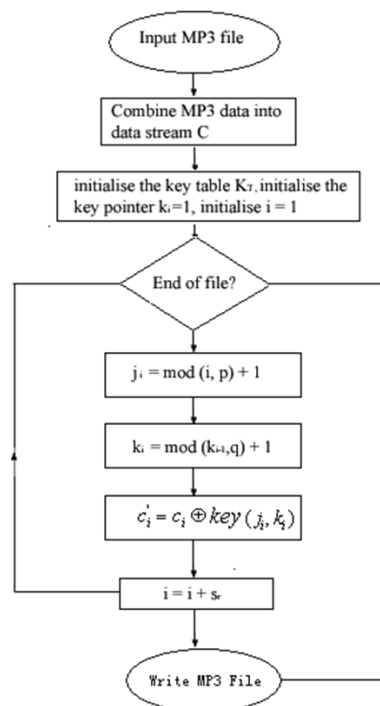 Input MP3 file
Combine MP3 data into
data stream C
initialise the key table K_T, initialise the
key pointer kᵢ=1, initialise i = 1
End of file?
jᵢ = mod (i, p) + 1
kᵢ = mod (kᵢ₋₁,q) + 1
c'ᵢ = cᵢ ⊕ key (jᵢ, kᵢ)
i = i + sᵣ
Write MP3 File